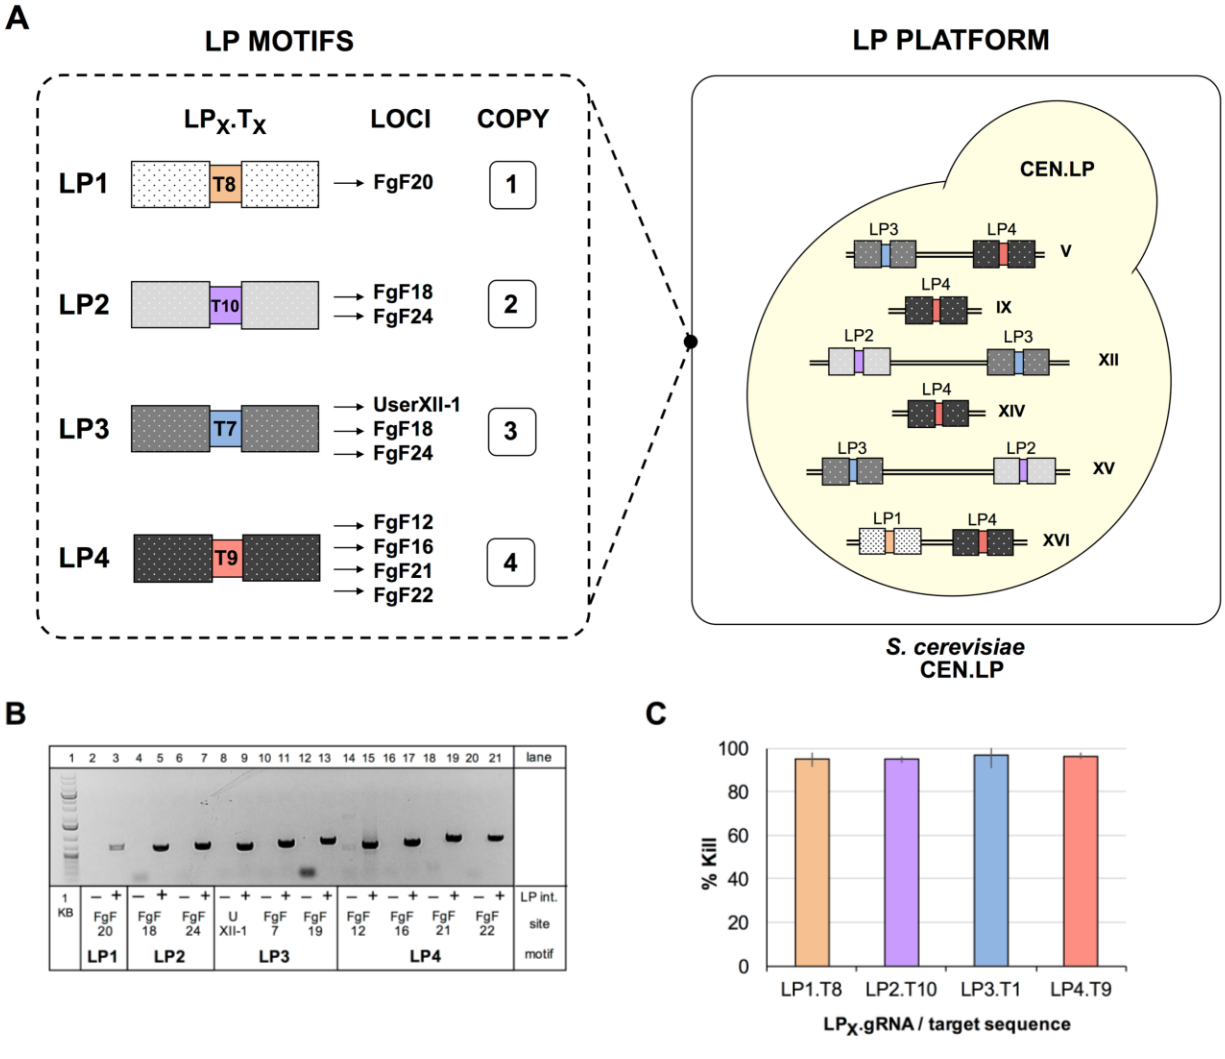 A
LP MOTIFS
LP PLATFORM
LPX.TX LOCI COPY
LP1 T8 FgF20 1
LP2 T10 FgF18 2
FgF24
LP3 T7 UserXII-1 3
FgF18
FgF24
LP4 T9 FgF12 4
FgF16
FgF21
FgF22
CEN.LP
LP3 LP4 V
LP4 IX
LP2 LP3 XII
LP4 XIV
LP3 LP2 XV
LP1 LP4 XVI
S. cerevisiae
CEN.LP
B
1 2 3 4 5 6 7 8 9 10 11 12 13 14 15 16 17 18 19 20 21 lane
1 – + – + – + – + – + – + – + – + – + – + LP int.
KB FgF FgF FgF U FgF FgF FgF FgF FgF FgF site
20 18 24 XII-1 7 19 12 16 21 22
LP1 LP2 LP3 LP4 motif
C
% Kill
100
80
60
40
20
0
LP1.T8 LP2.T10 LP3.T1 LP4.T9
LPX.gRNA / target sequence